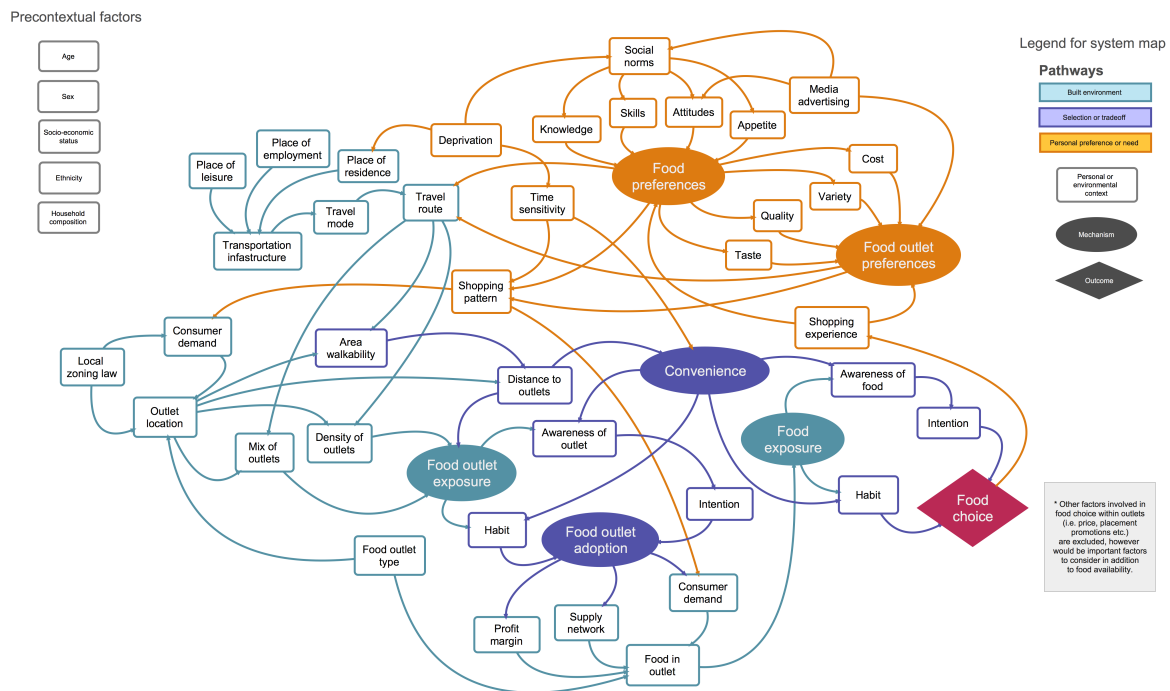 Precontextual factors
Age
Sex
Socio-economic
status
Ethnicity
Household
composition
Legend for system map
Pathways
Built environment
Selection or tradeoff
Personal preference or need
Personal or
environmental
context
Mechanism
Outcome
Social
norms
Media
advertising
Skills
Attitudes
Knowledge
Appetite
Deprivation
Place of
employment
Place of
leisure
Place of
residence
Food
preferences
Cost
Variety
Travel
route
Time
sensitivity
Travel
mode
Quality
Transportation
infastructure
Taste
Food outlet
preferences
Shopping
pattern
Shopping
experience
Consumer
demand
Local
zoning law
Area
walkability
Convenience
Distance to
outlets
Awareness of
food
Outlet
location
Intention
Mix of
outlets
Density of
outlets
Awareness of
outlet
Food
exposure
Food outlet
exposure
Intention
Habit
Food
choice
Habit
Food outlet
adoption
Food outlet
type
Consumer
demand
Supply
network
Profit
margin
Food in
outlet
* Other factors involved in
food choice within outlets
(i.e. price, placement
promotions etc.)
are excluded, however
would be important factors
to consider in addition
to food availability.